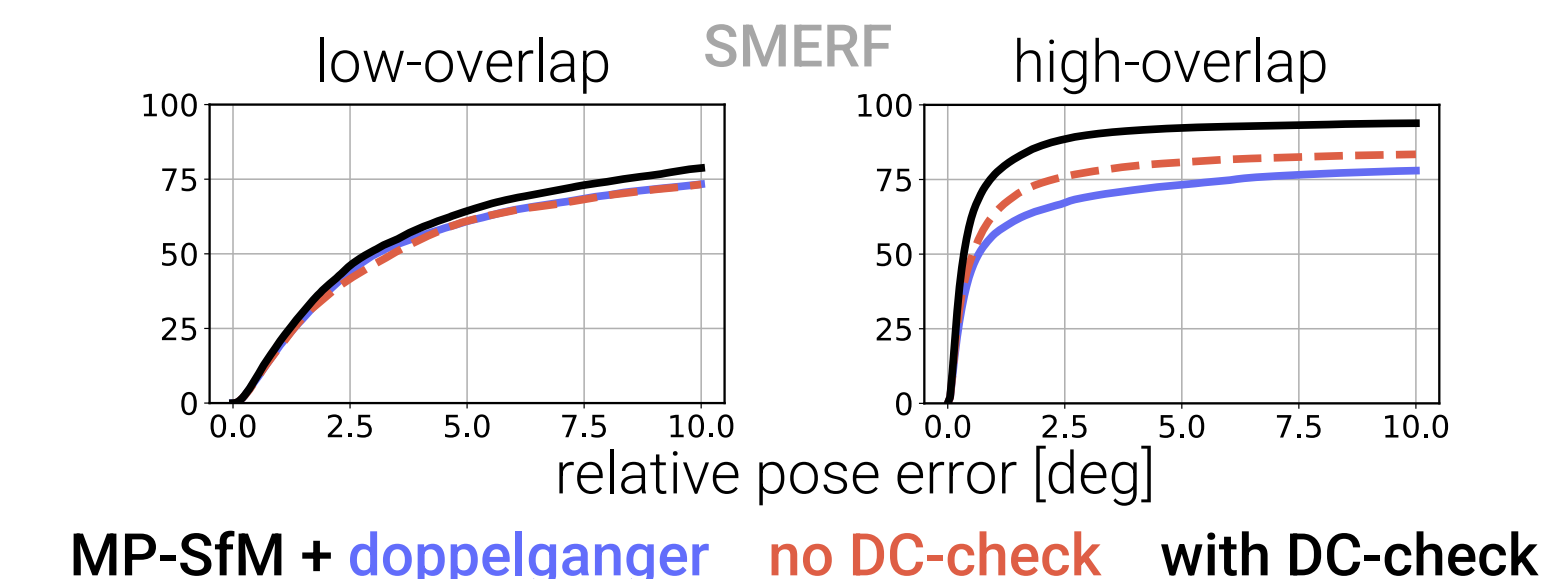 SMERF
low-overlap high-overlap
100 100
75 75
50 50
25 25
0 0
0.0 2.5 5.0 7.5 10.0 0.0 2.5 5.0 7.5 10.0
relative pose error [deg]
MP-SfM + doppelganger no DC-check with DC-check